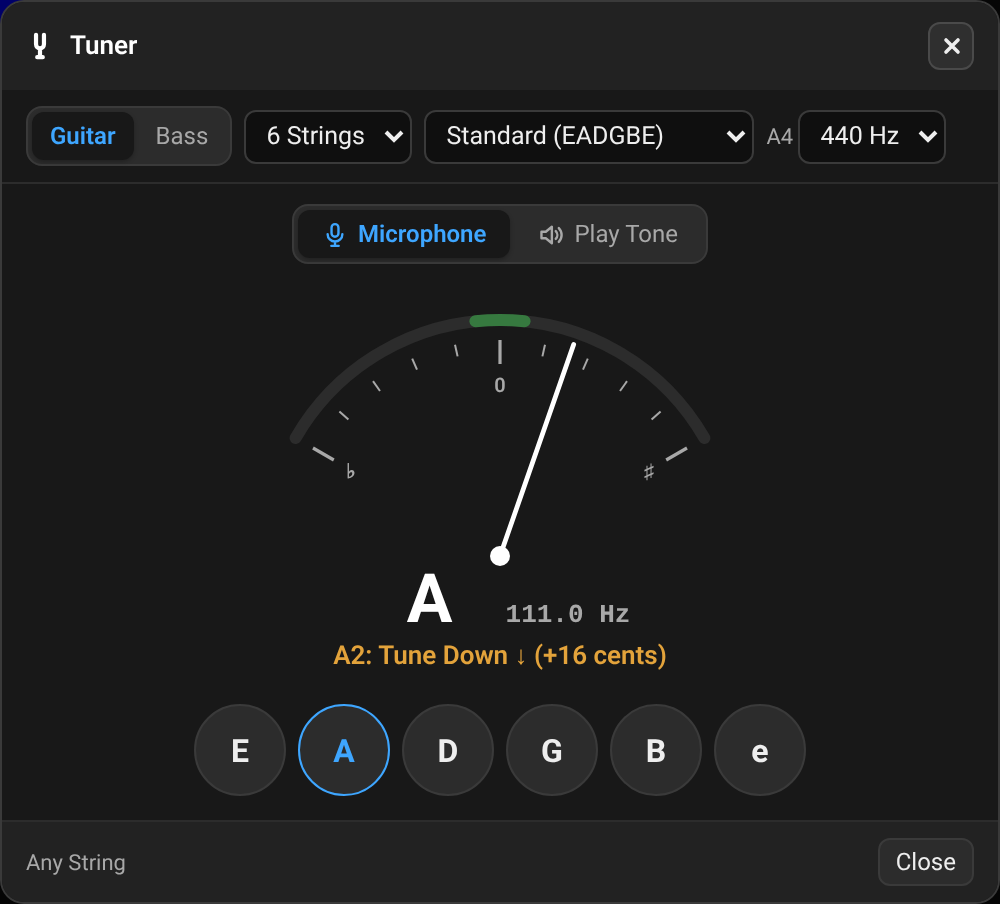 Tuner
Guitar Bass 6 Strings Standard (EADGBE) A4 440 Hz
Microphone Play Tone
0
♭ ♯
A 111.0 Hz
A2: Tune Down ↓ (+16 cents)
E A D G B e
Any String Close